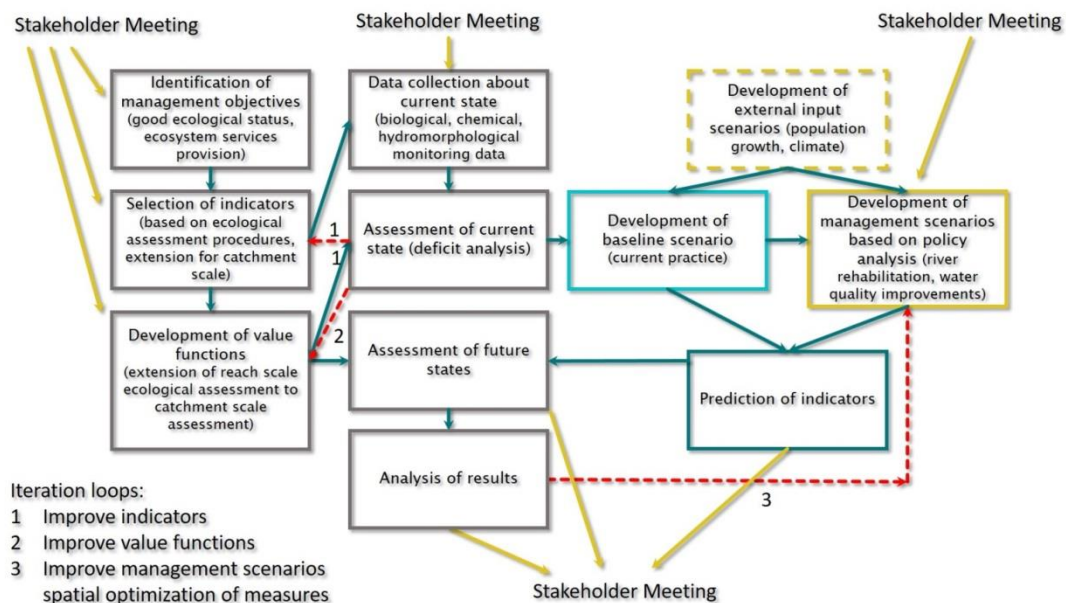 Stakeholder Meeting
Stakeholder Meeting
Stakeholder Meeting
Identification of
management objectives
(good ecological status,
ecosystem services
provision)
Data collection about
current state
(biological, chemical,
hydromorphological
monitoring data
Development of
external input
scenarios (population
growth, climate)
Selection of indicators
(based on ecological
assessment procedures,
extension for catchment
scale)
1
1
Assessment of current
state (deficit analysis)
Development of
baseline scenario
(current practice)
Development of
management scenarios
based on policy
analysis (river
rehabilitation, water
quality improvements)
Development of value
functions
(extension of reach scale
ecological assessment to
catchment scale
assessment)
2
Assessment of future
states
Prediction of indicators
Analysis of results
3
Iteration loops:
1 Improve indicators
2 Improve value functions
3 Improve management scenarios
spatial optimization of measures
Stakeholder Meeting